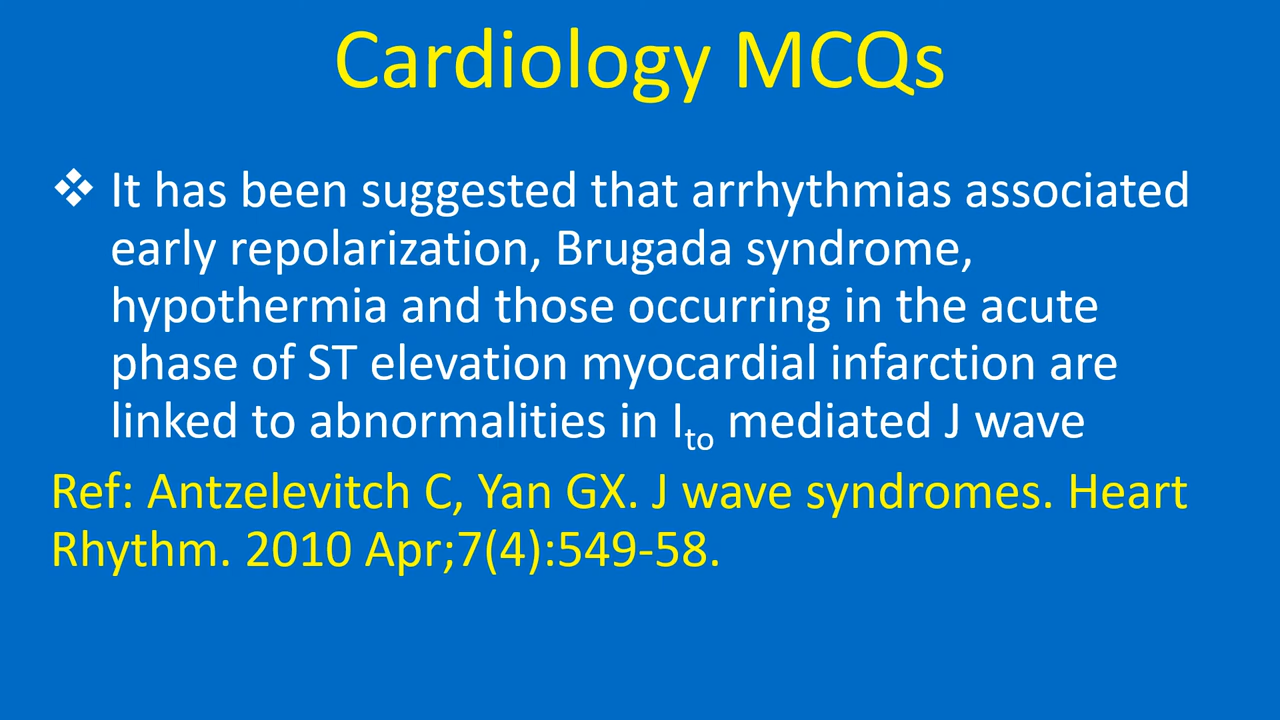 Cardiology MCQs
❖ It has been suggested that arrhythmias associated
early repolarization, Brugada syndrome,
hypothermia and those occurring in the acute
phase of ST elevation myocardial infarction are
linked to abnormalities in Ito mediated J wave
Ref: Antzelevitch C, Yan GX. J wave syndromes. Heart
Rhythm. 2010 Apr;7(4):549-58.